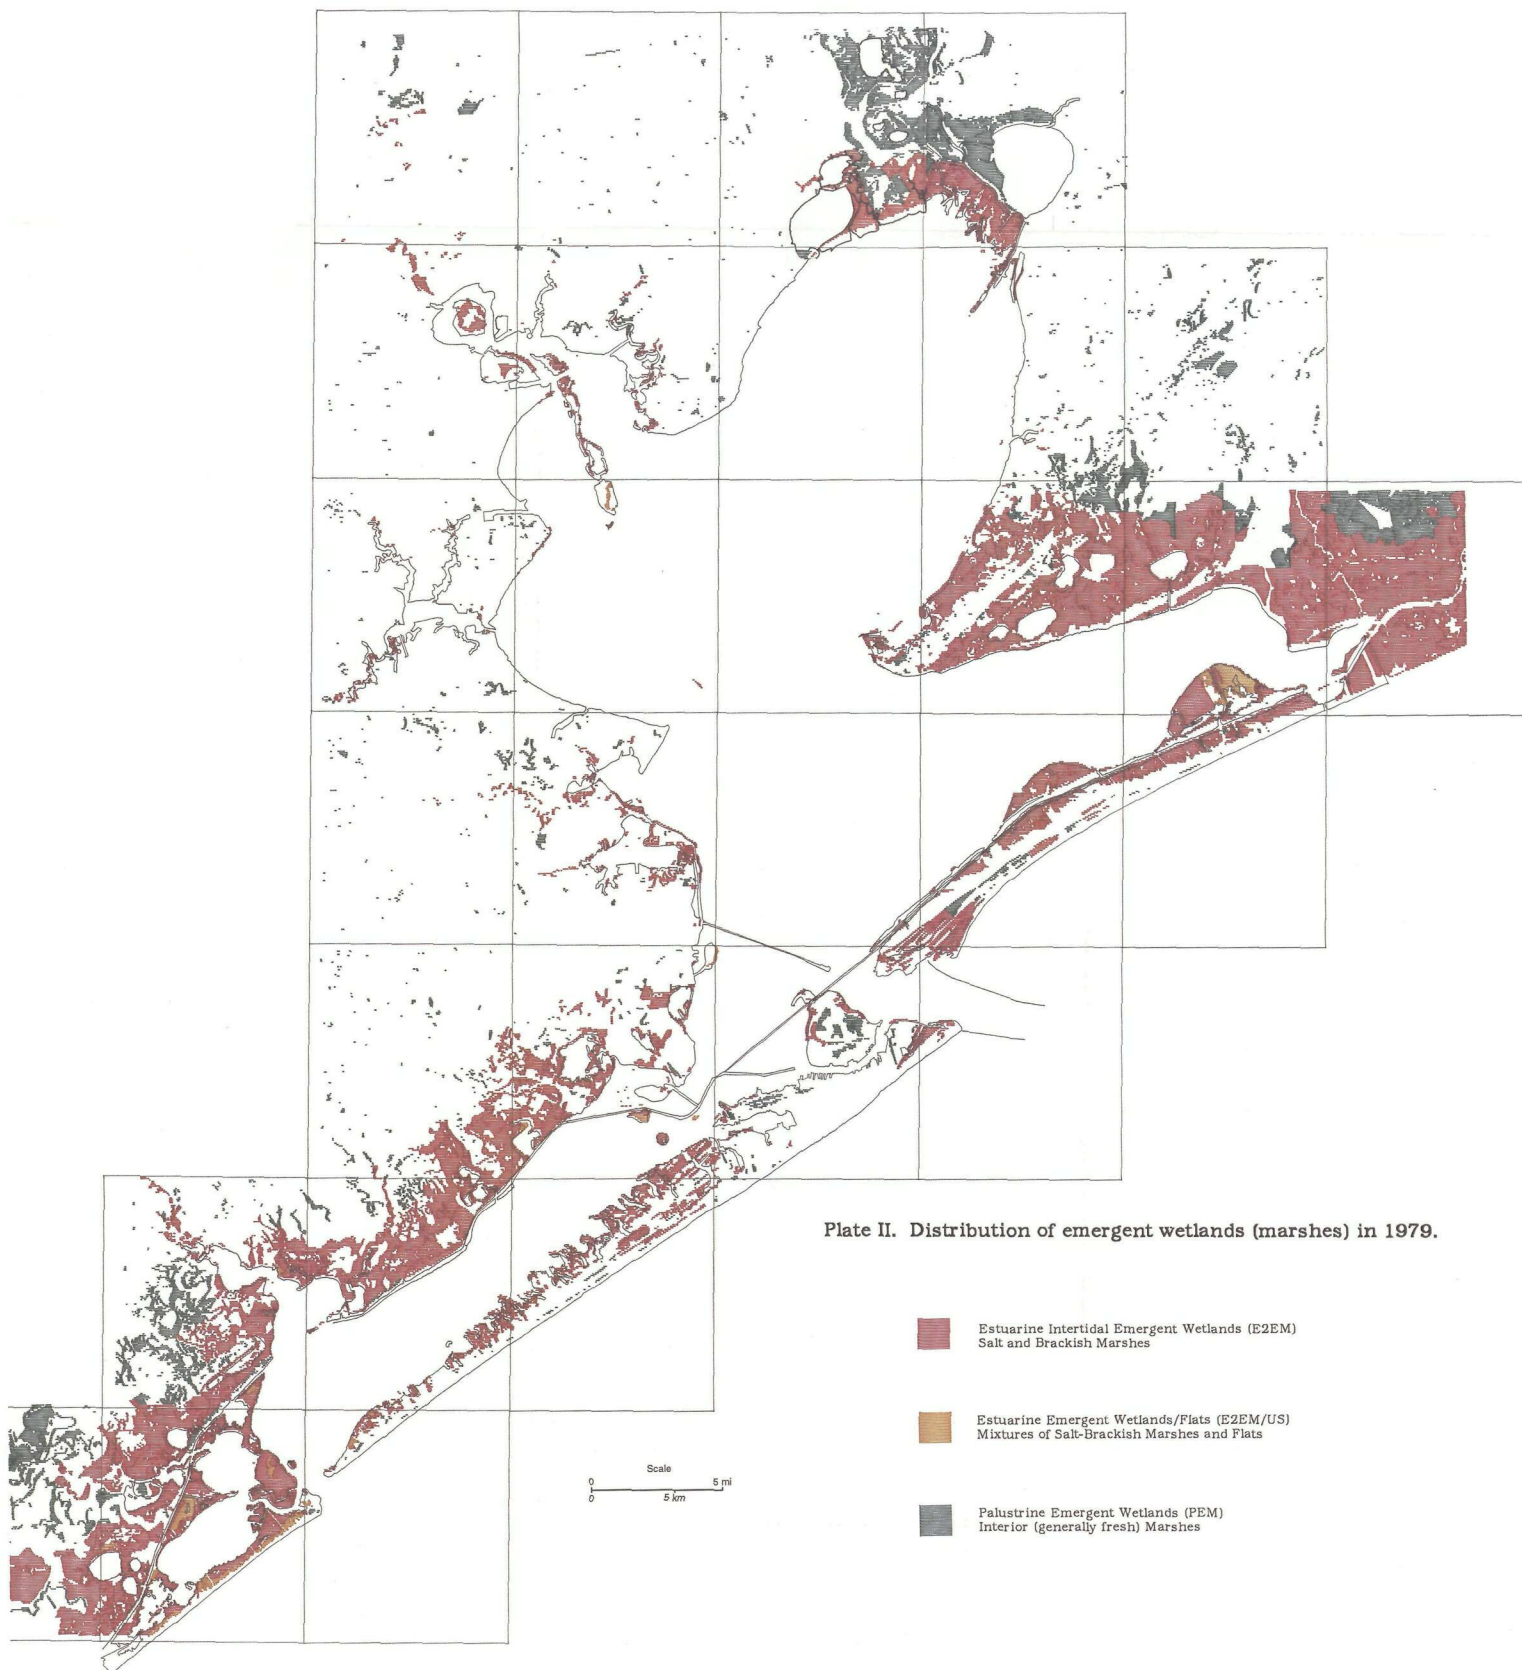 Plate II. Distribution of emergent wetlands (marshes) in 1979.
Estuarine Intertidal Emergent Wetlands (E2EM)
Salt and Brackish Marshes
Estuarine Emergent Wetlands/Flats (E2EM/US)
Mixtures of Salt-Brackish Marshes and Flats
Scale
0 5 mi
0 5 km
Palustrine Emergent Wetlands (PEM)
Interior (generally fresh) Marshes